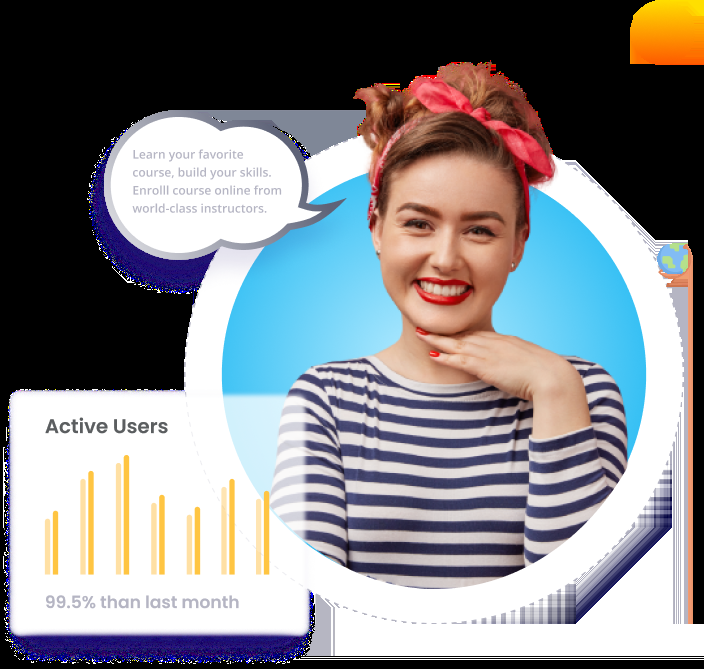 Learn your favorite
course, build your skills.
Enrolll course online from
world-class instructors.
Active Users
99.5% than last month